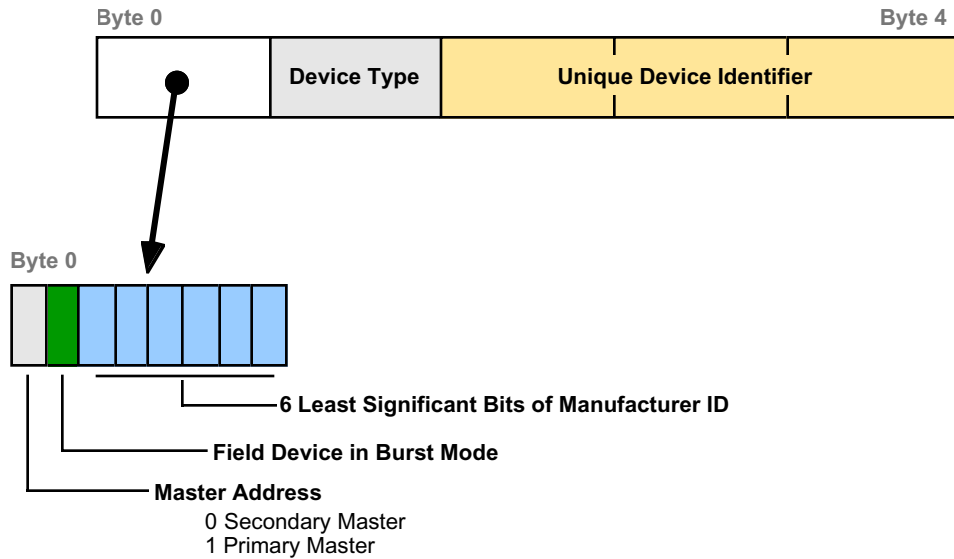 Byte 0 Byte 4
Device Type Unique Device Identifier
Byte 0
6 Least Significant Bits of Manufacturer ID
Field Device in Burst Mode
Master Address
0 Secondary Master
1 Primary Master